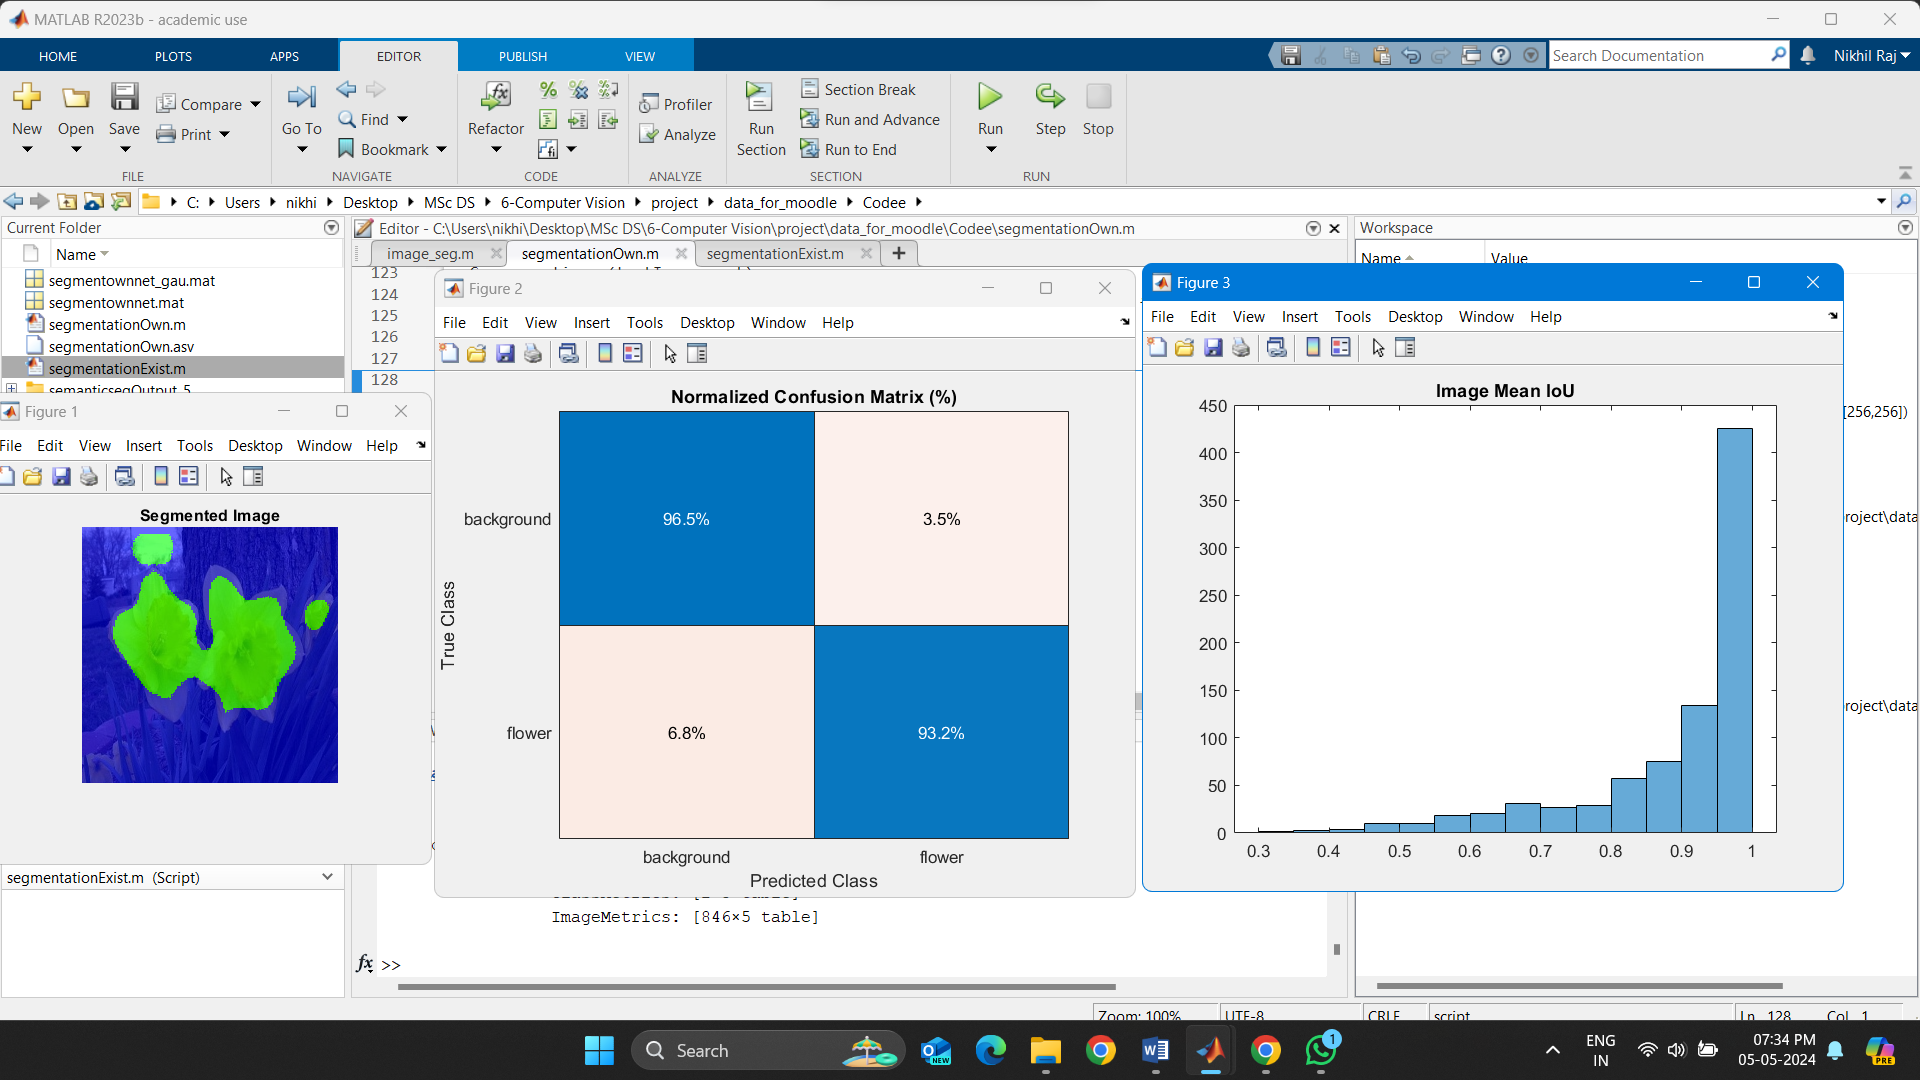 MATLAB R2023b - academic use
HOME PLOTS APPS EDITOR PUBLISH VIEW
Search Documentation
Nikhil Raj
New Open Save Compare Print
FILE
Go To Find Bookmark
NAVIGATE
Refactor
CODE
Profiler
Analyze
ANALYZE
Run Section
Section Break
Run and Advance
Run to End
SECTION
Run Step Stop
RUN
C: Users nikhi Desktop MSc DS 6-Computer Vision project data_for_moodle Codee
Current Folder
Name
segmentownnet_gau.mat
segmentownnet.mat
segmentationOwn.m
segmentationOwn.asv
segmentationExist.m
semanticsegOutput_5
Editor - C:\Users\nikhi\Desktop\MSc DS\6-Computer Vision\project\data_for_moodle\Codee\segmentationOwn.m
image_seg.m segmentationOwn.m segmentationExist.m
123
124
125
126
127
128
Workspace
Name Value
[256,256])
roject\data
roject\data
Figure 1
File Edit View Insert Tools Desktop Window Help
Segmented Image
Figure 2
File Edit View Insert Tools Desktop Window Help
Normalized Confusion Matrix (%)
True Class
background 96.5% 3.5%
flower 6.8% 93.2%
background flower
Predicted Class
Figure 3
File Edit View Insert Tools Desktop Window Help
Image Mean IoU
450
400
350
300
250
200
150
100
50
0
0.3 0.4 0.5 0.6 0.7 0.8 0.9 1
segmentationExist.m (Script)
ImageMetrics: [846×5 table]
fx >>
Zoom: 100% UTF-8 CRLF script Ln 128 Col 1
Search
NEW
1
ENG
IN
07:34 PM
05-05-2024
PRE